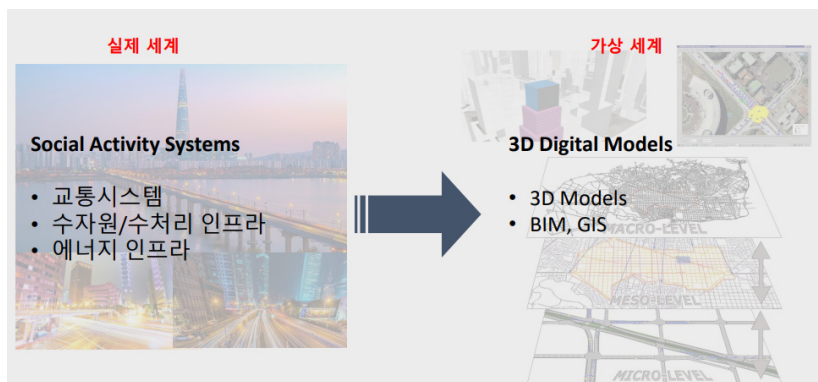 실제 세계
가상 세계
Social Activity Systems
• 교통시스템
• 수자원/수처리 인프라
• 에너지 인프라
3D Digital Models
• 3D Models
• BIM, GIS
MACRO-LEVEL
MESO-LEVEL
MICRO-LEVEL